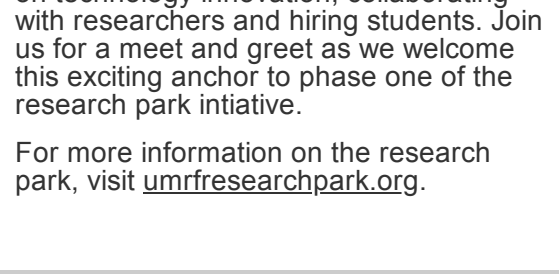 on technology innovation, collaborating
with researchers and hiring students. Join
us for a meet and greet as we welcome
this exciting anchor to phase one of the
research park intiative.
For more information on the research
park, visit umrfresearchpark.org.